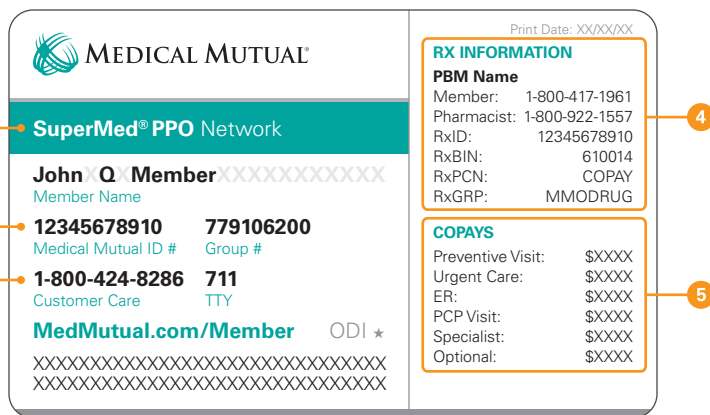 Print Date: XX/XX/XX
MEDICAL MUTUAL®
SuperMed® PPO Network
JohnXQXMemberXXXXXXXXXXX
Member Name
12345678910 779106200
Medical Mutual ID # Group #
1-800-424-8286 711
Customer Care TTY
MedMutual.com/Member ODI ★
XXXXXXXXXXXXXXXXXXXXXXXXXXXXXXX
XXXXXXXXXXXXXXXXXXXXXXXXXXXXXXX
RX INFORMATION
PBM Name
Member: 1-800-417-1961
Pharmacist: 1-800-922-1557
RxID: 12345678910
RxBIN: 610014
RxPCN: COPAY
RxGRP: MMODRUG
4
COPAYS
Preventive Visit: $XXXX
Urgent Care: $XXXX
ER: $XXXX
PCP Visit: $XXXX
Specialist: $XXXX
Optional: $XXXX
5